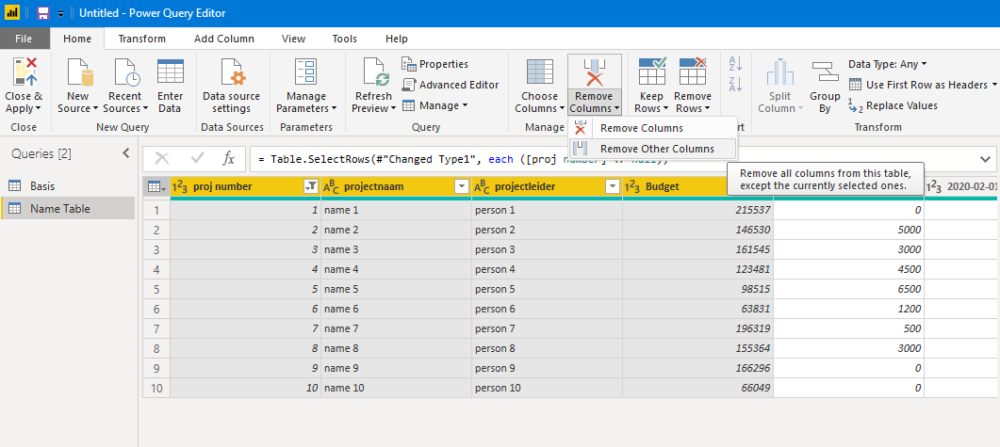 Untitled - Power Query Editor
File Home Transform Add Column View Tools Help
Close & Apply
New Source
Recent Sources
Enter Data
Data source settings
Manage Parameters
Refresh Preview
Properties
Advanced Editor
Manage
Choose Columns
Remove Columns
Keep Rows
Remove Rows
Split Column
Group By
Data Type: Any
Use First Row as Headers
Replace Values
Close New Query Data Sources Parameters Query Manage rt Transform
Remove Columns
Remove Other Columns
Remove all columns from this table,
except the currently selected ones.
Queries [2]
Basis
Name Table
= Table.SelectRows(#"Changed Type1", each ([proj number] <> null))
proj number projectnaam projectleider Budget 2020-02-01
1 1 name 1 person 1 215537 0
2 2 name 2 person 2 146530 5000
3 3 name 3 person 3 161545 3000
4 4 name 4 person 4 123481 4500
5 5 name 5 person 5 98515 6500
6 6 name 6 person 6 63831 1200
7 7 name 7 person 7 196319 500
8 8 name 8 person 8 155364 3000
9 9 name 9 person 9 166296 0
10 10 name 10 person 10 66049 0